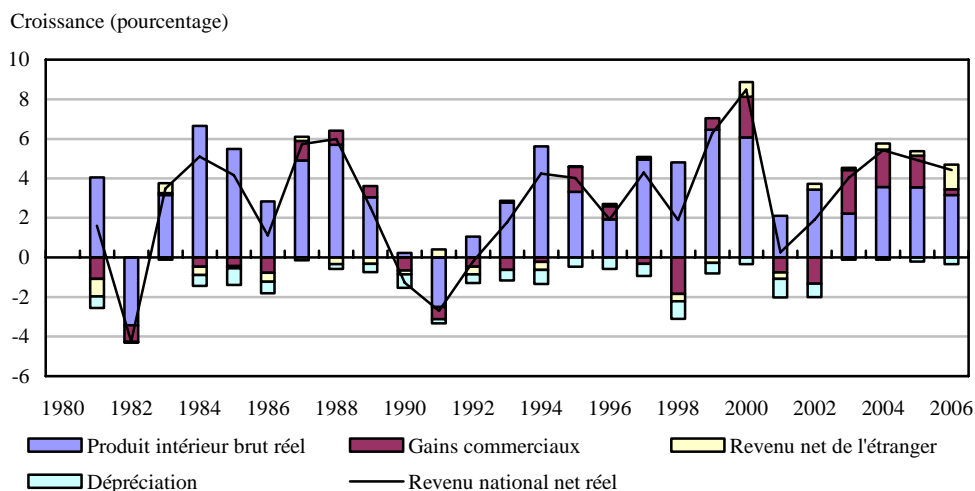 Croissance (pourcentage)
10
8
6
4
2
0
-2
-4
-6
1980 1982 1984 1986 1988 1990 1992 1994 1996 1998 2000 2002 2004 2006
Produit intérieur brut réel Gains commerciaux Revenu net de l'étranger
Dépréciation Revenu national net réel